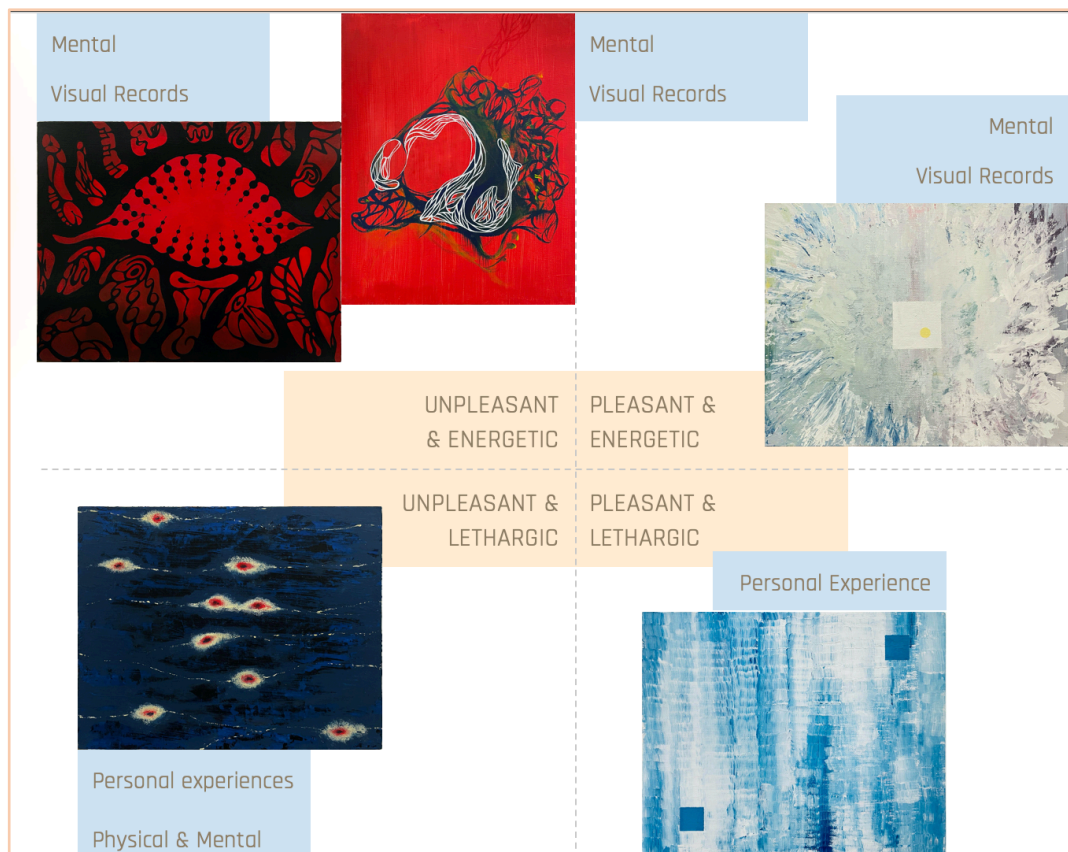 Mental
Visual Records
Mental
Visual Records
Mental
Visual Records
UNPLEASANT
& ENERGETIC
PLEASANT &
ENERGETIC
UNPLEASANT &
LETHARGIC
PLEASANT &
LETHARGIC
Personal Experience
Personal experiences
Physical & Mental